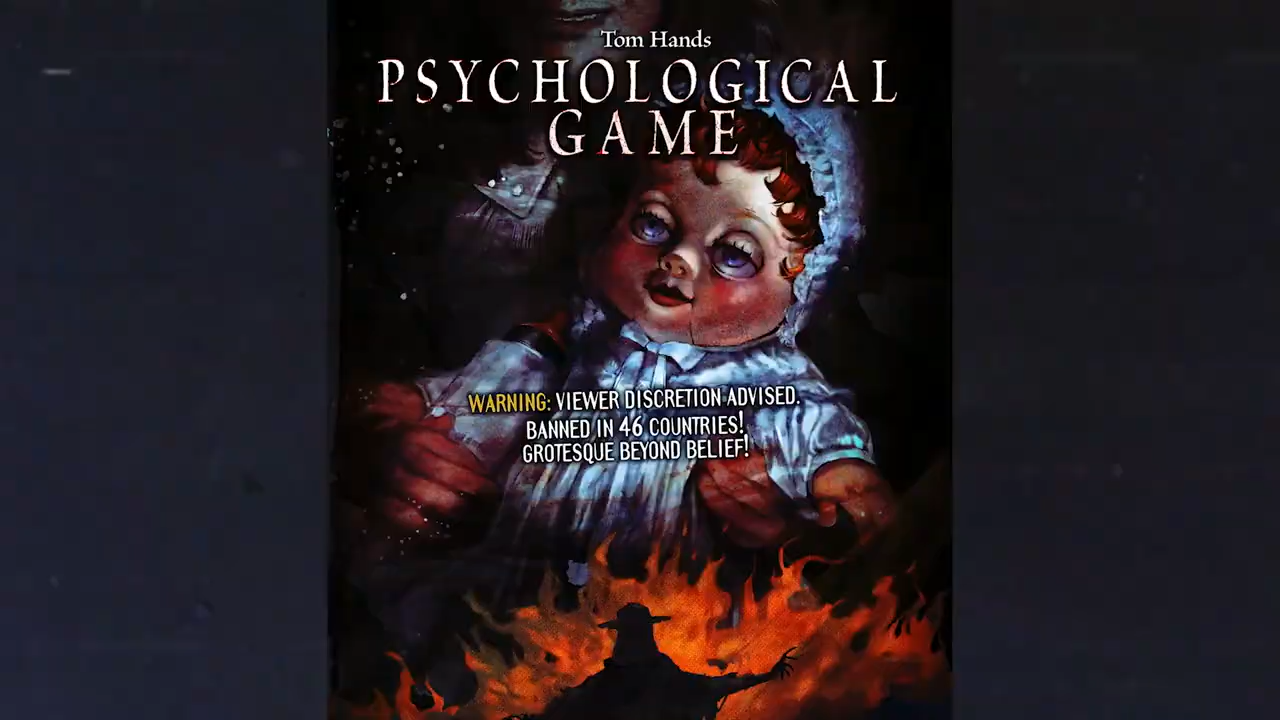 Tom Hands
PSYCHOLOGICAL
GAME
WARNING: VIEWER DISCRETION ADVISED.
BANNED IN 46 COUNTRIES!
GROTESQUE BEYOND BELIEF!